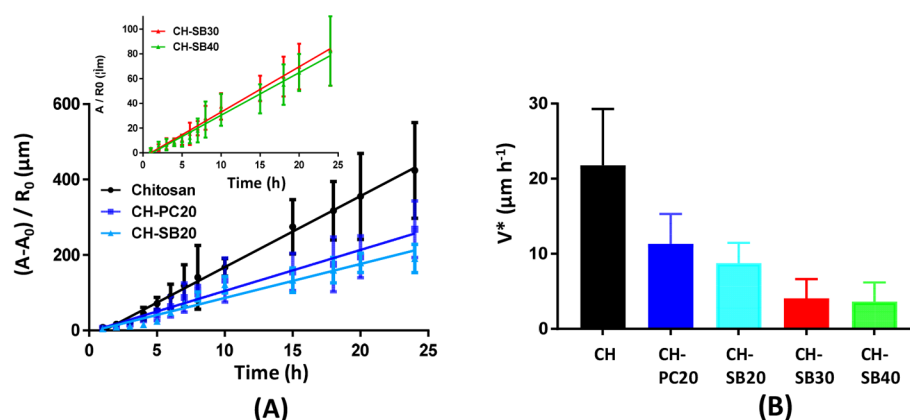 CH-SB30
CH-SB40
100
80
60
40
20
0
A / R0 (µm)
0 5 10 15 20 25
Time (h)
600
400
200
0
(A-A₀) / R₀ (µm)
Chitosan
CH-PC20
CH-SB20
0 5 10 15 20 25
Time (h)
(A)
30
20
10
0
V* (µm h⁻¹)
CH
CH-PC20
CH-SB20
CH-SB30
CH-SB40
(B)